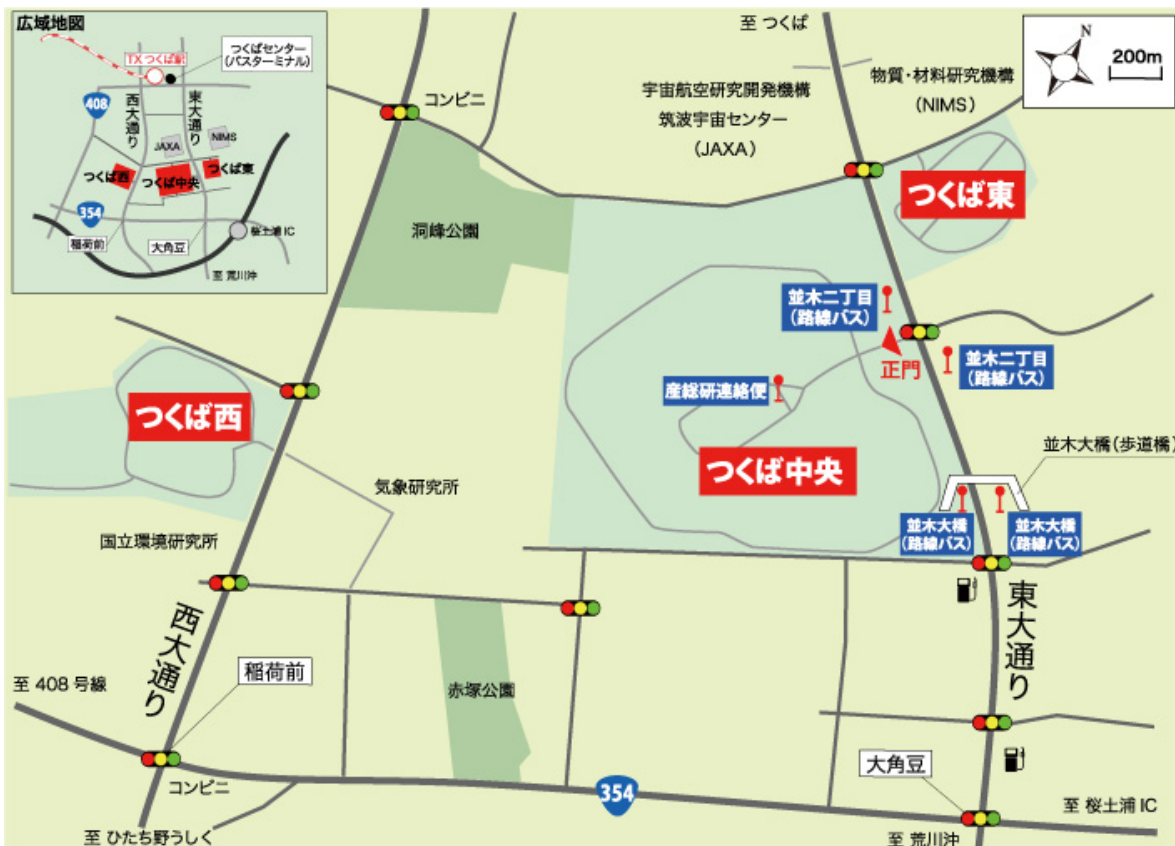 広域地図
TX つくば駅
つくばセンター
(バスターミナル)
408
西大通り
東大通り
JAXA
NIMS
つくば西
つくば中央
つくば東
354
稲荷前
大角豆
桜土浦 IC
至 荒川沖
至 つくば
N
200m
コンビニ
宇宙航空研究開発機構
筑波宇宙センター
(JAXA)
物質・材料研究機構
(NIMS)
つくば東
洞峰公園
並木二丁目
(路線バス)
正門
並木二丁目
(路線バス)
産総研連絡便
つくば西
つくば中央
並木大橋(歩道橋)
気象研究所
並木大橋
(路線バス)
並木大橋
(路線バス)
国立環境研究所
東大通り
西大通り
稲荷前
至 408 号線
赤塚公園
大角豆
コンビニ
354
至 桜土浦 IC
至 ひたち野うしく
至 荒川沖